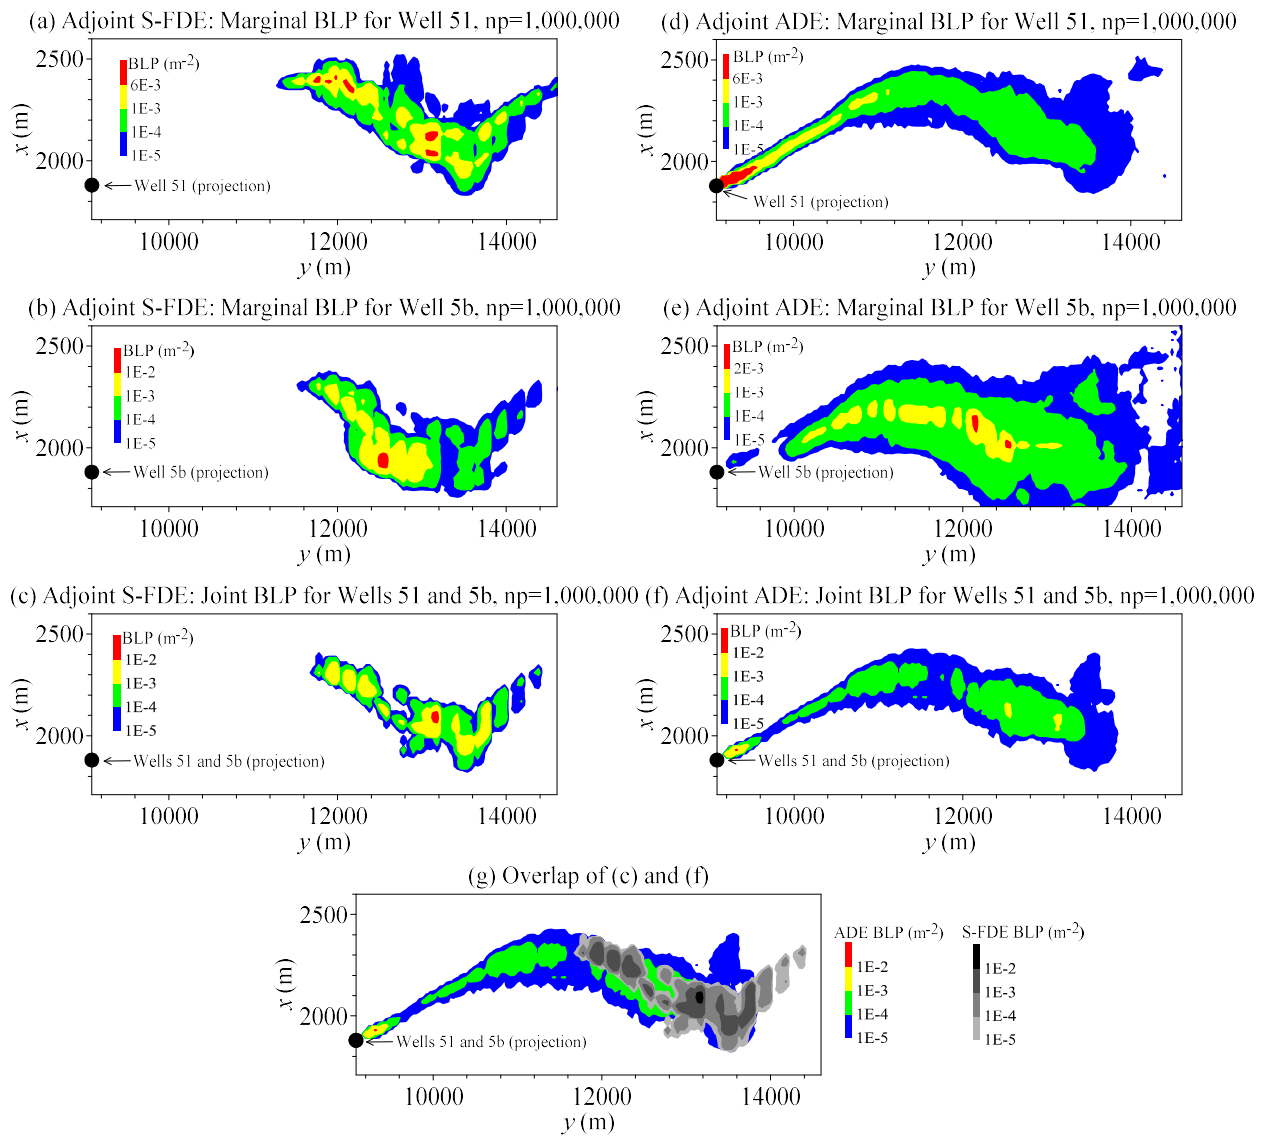 (a) Adjoint S-FDE: Marginal BLP for Well 51, np=1,000,000
2500
2000
x (m)
BLP (m-2)
6E-3
1E-3
1E-4
1E-5
Well 51 (projection)
10000 12000 14000
y (m)
(d) Adjoint ADE: Marginal BLP for Well 51, np=1,000,000
2500
2000
x (m)
BLP (m-2)
6E-3
1E-3
1E-4
1E-5
Well 51 (projection)
10000 12000 14000
y (m)
(b) Adjoint S-FDE: Marginal BLP for Well 5b, np=1,000,000
2500
2000
x (m)
BLP (m-2)
1E-2
1E-3
1E-4
1E-5
Well 5b (projection)
10000 12000 14000
y (m)
(e) Adjoint ADE: Marginal BLP for Well 5b, np=1,000,000
2500
2000
x (m)
BLP (m-2)
2E-3
1E-3
1E-4
1E-5
Well 5b (projection)
10000 12000 14000
y (m)
(c) Adjoint S-FDE: Joint BLP for Wells 51 and 5b, np=1,000,000
2500
2000
x (m)
BLP (m-2)
1E-2
1E-3
1E-4
1E-5
Wells 51 and 5b (projection)
10000 12000 14000
y (m)
(f) Adjoint ADE: Joint BLP for Wells 51 and 5b, np=1,000,000
2500
2000
x (m)
BLP (m-2)
1E-2
1E-3
1E-4
1E-5
Wells 51 and 5b (projection)
10000 12000 14000
y (m)
(g) Overlap of (c) and (f)
2500
2000
x (m)
Wells 51 and 5b (projection)
10000 12000 14000
y (m)
ADE BLP (m-2)
1E-2
1E-3
1E-4
1E-5
S-FDE BLP (m-2)
1E-2
1E-3
1E-4
1E-5